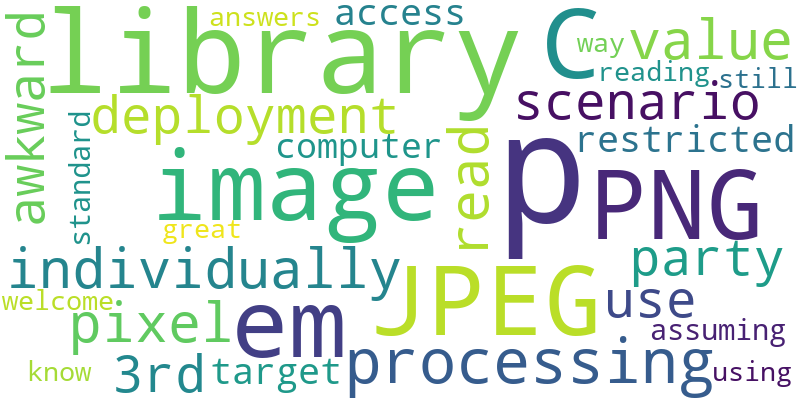 answers
access
library
C
way
value
reading
still
awkward
deployment
scenario
standard
computer
read
restricted
image
p
PNG
great
party
individually
JPEG
use
welcome
pixel
em
assuming
know
3rd
target
processing
using